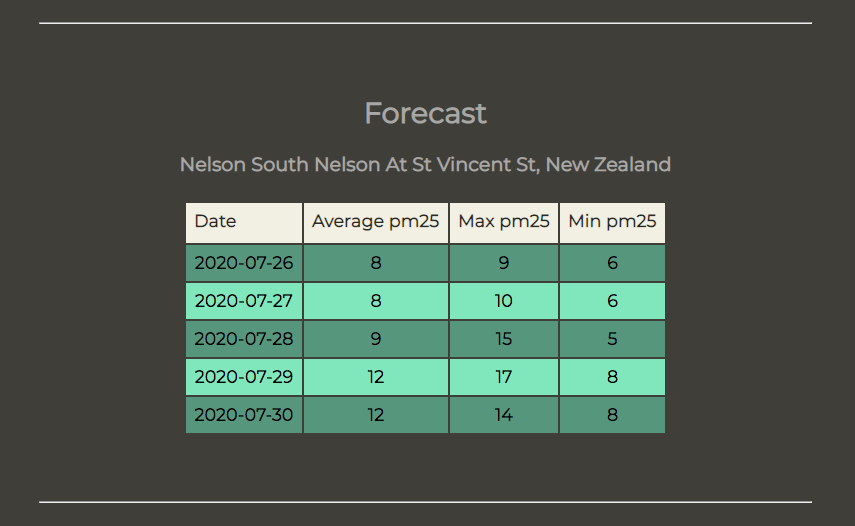 Forecast
Nelson South Nelson At St Vincent St, New Zealand
Date Average pm25 Max pm25 Min pm25
2020-07-26 8 9 6
2020-07-27 8 10 6
2020-07-28 9 15 5
2020-07-29 12 17 8
2020-07-30 12 14 8